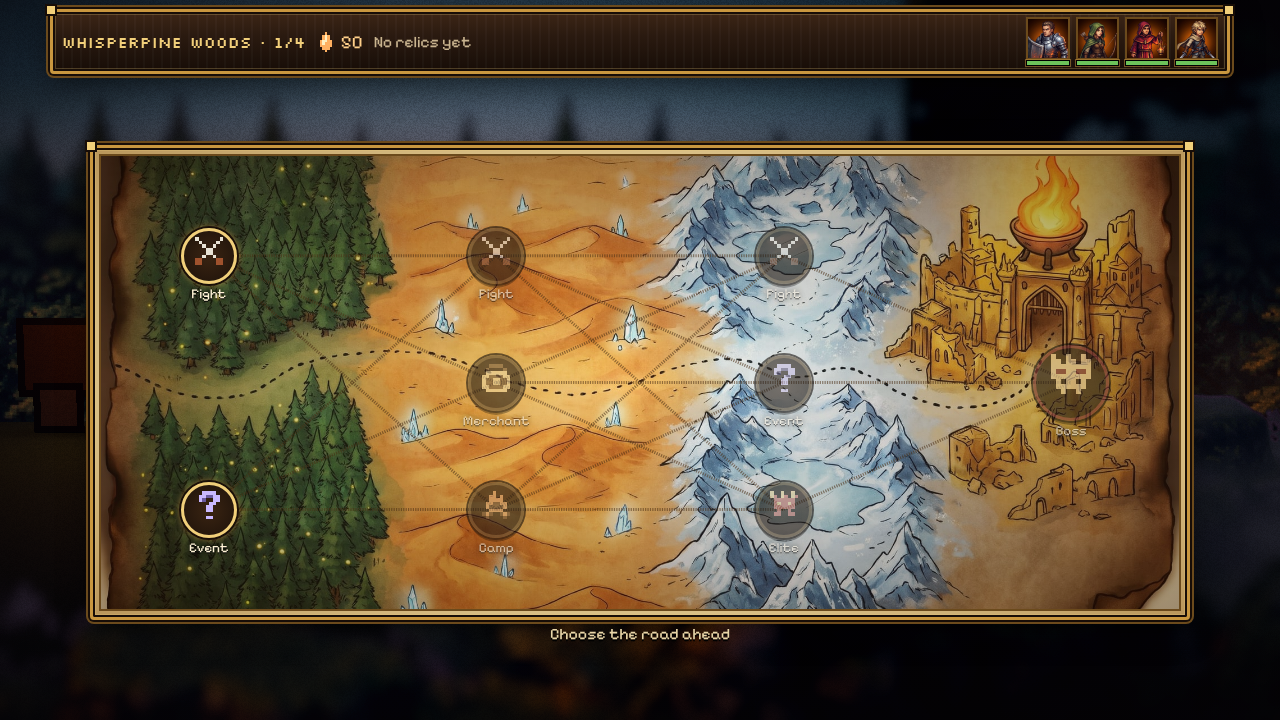 WHISPERPINE WOODS · 1/4 80 No relics yet
Fight Fight Fight
Merchant Event Boss
Event Camp Elite
Choose the road ahead